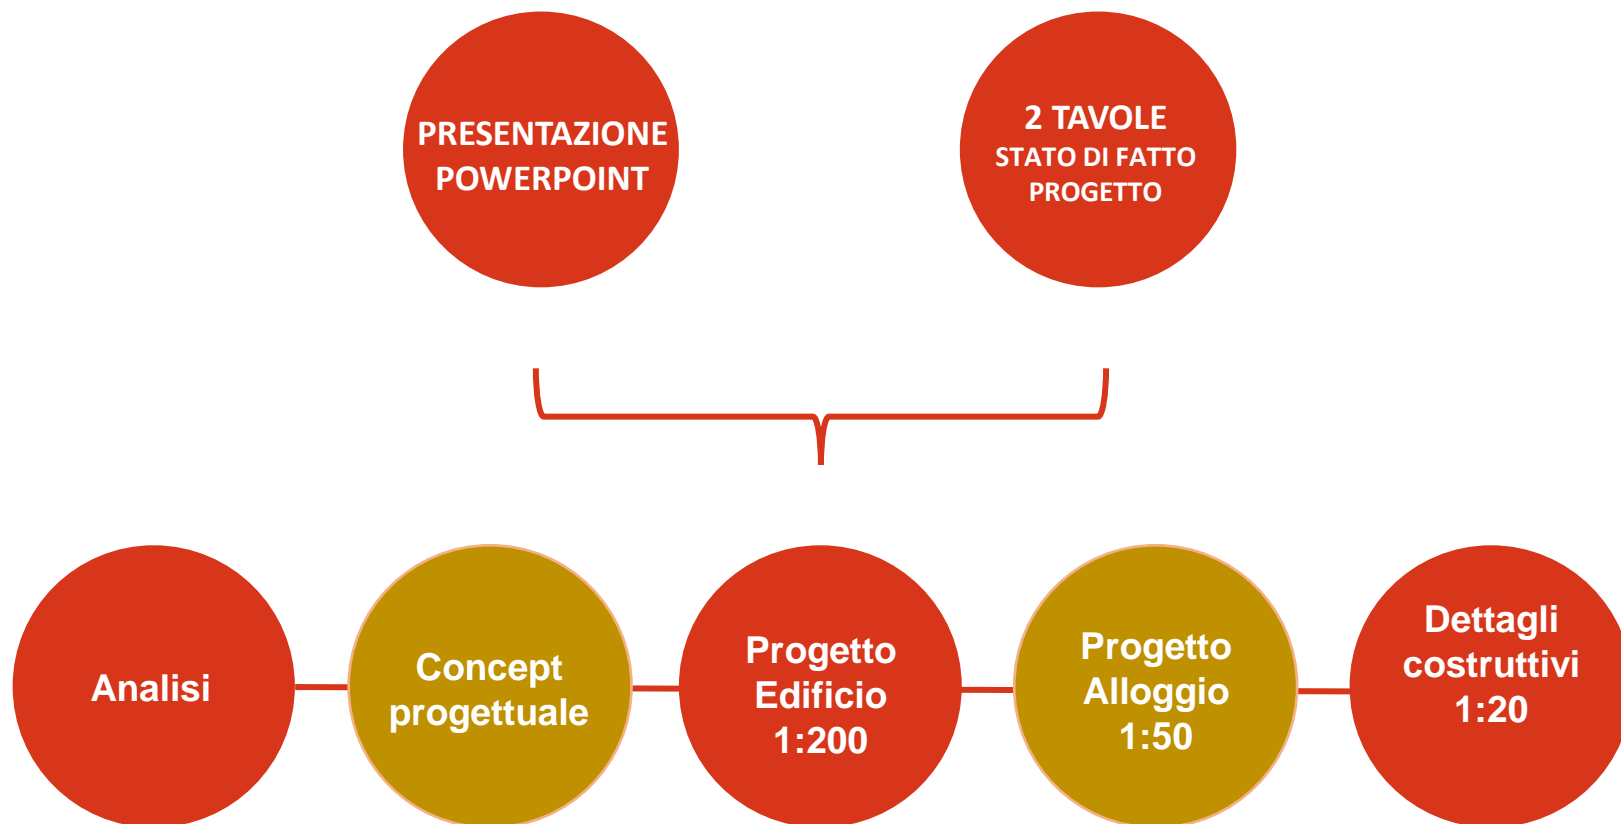 PRESENTAZIONE
POWERPOINT
2 TAVOLE
STATO DI FATTO
PROGETTO
Analisi
Concept
progettuale
Progetto
Edificio
1:200
Progetto
Alloggio
1:50
Dettagli
costruttivi
1:20